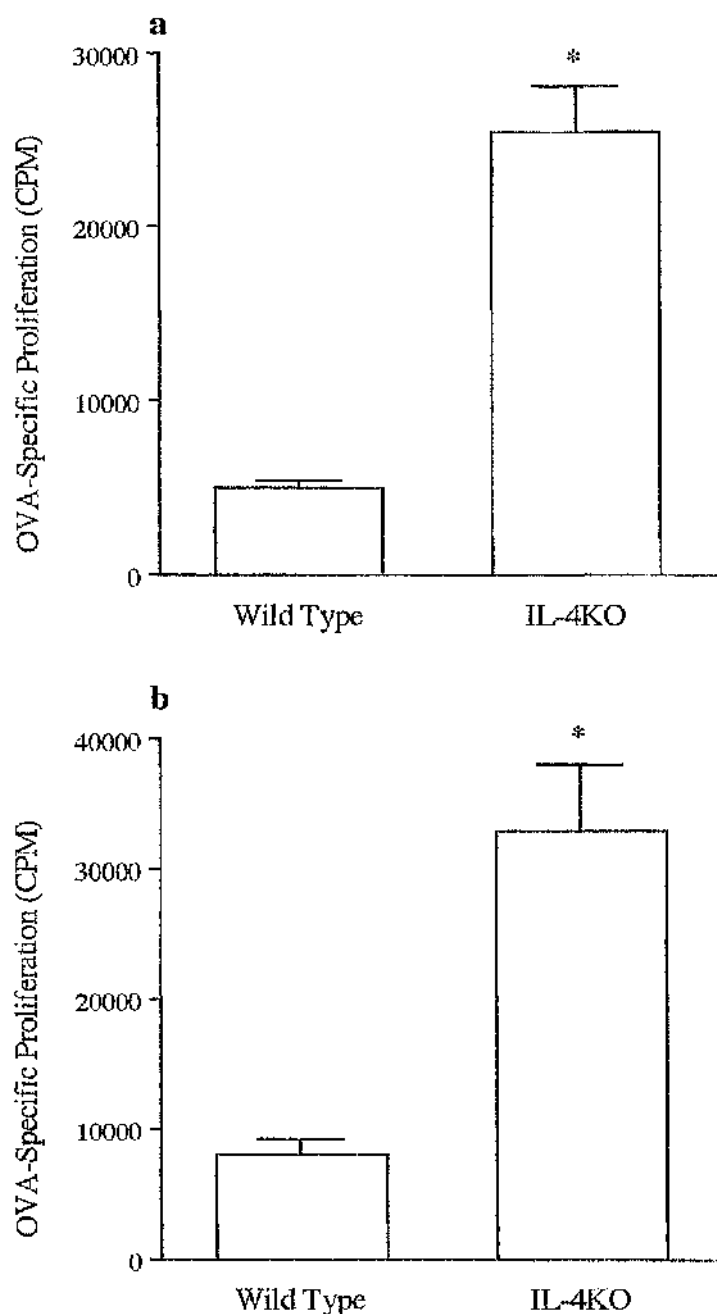 a
30000
*
20000
10000
0
OVA-Specific Proliferation (CPM)
Wild Type IL-4KO
b
40000
*
30000
20000
10000
0
OVA-Specific Proliferation (CPM)
Wild Type IL-4KO